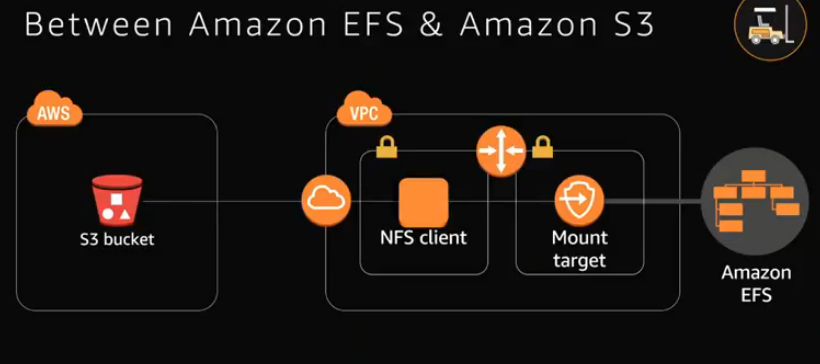 Between Amazon EFS & Amazon S3
AWS
VPC
S3 bucket
NFS client
Mount
target
Amazon
EFS